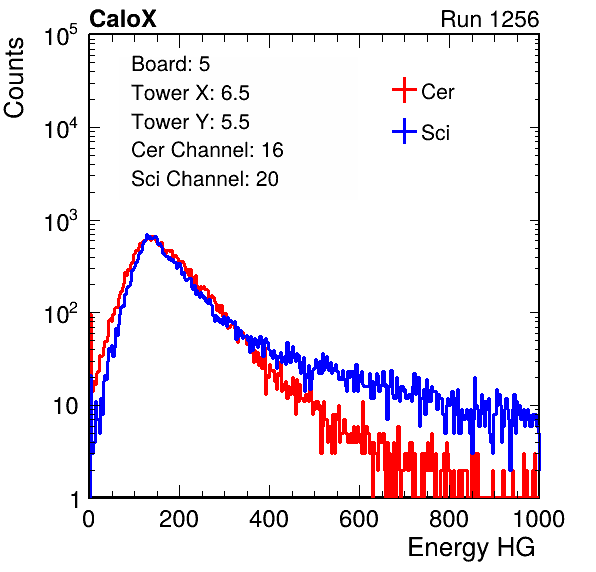 CaloX Run 1256
Counts
Board: 5
Tower X: 6.5
Tower Y: 5.5
Cer Channel: 16
Sci Channel: 20
Cer
Sci
10^5
10^4
10^3
10^2
10
1
0 200 400 600 800 1000
Energy HG